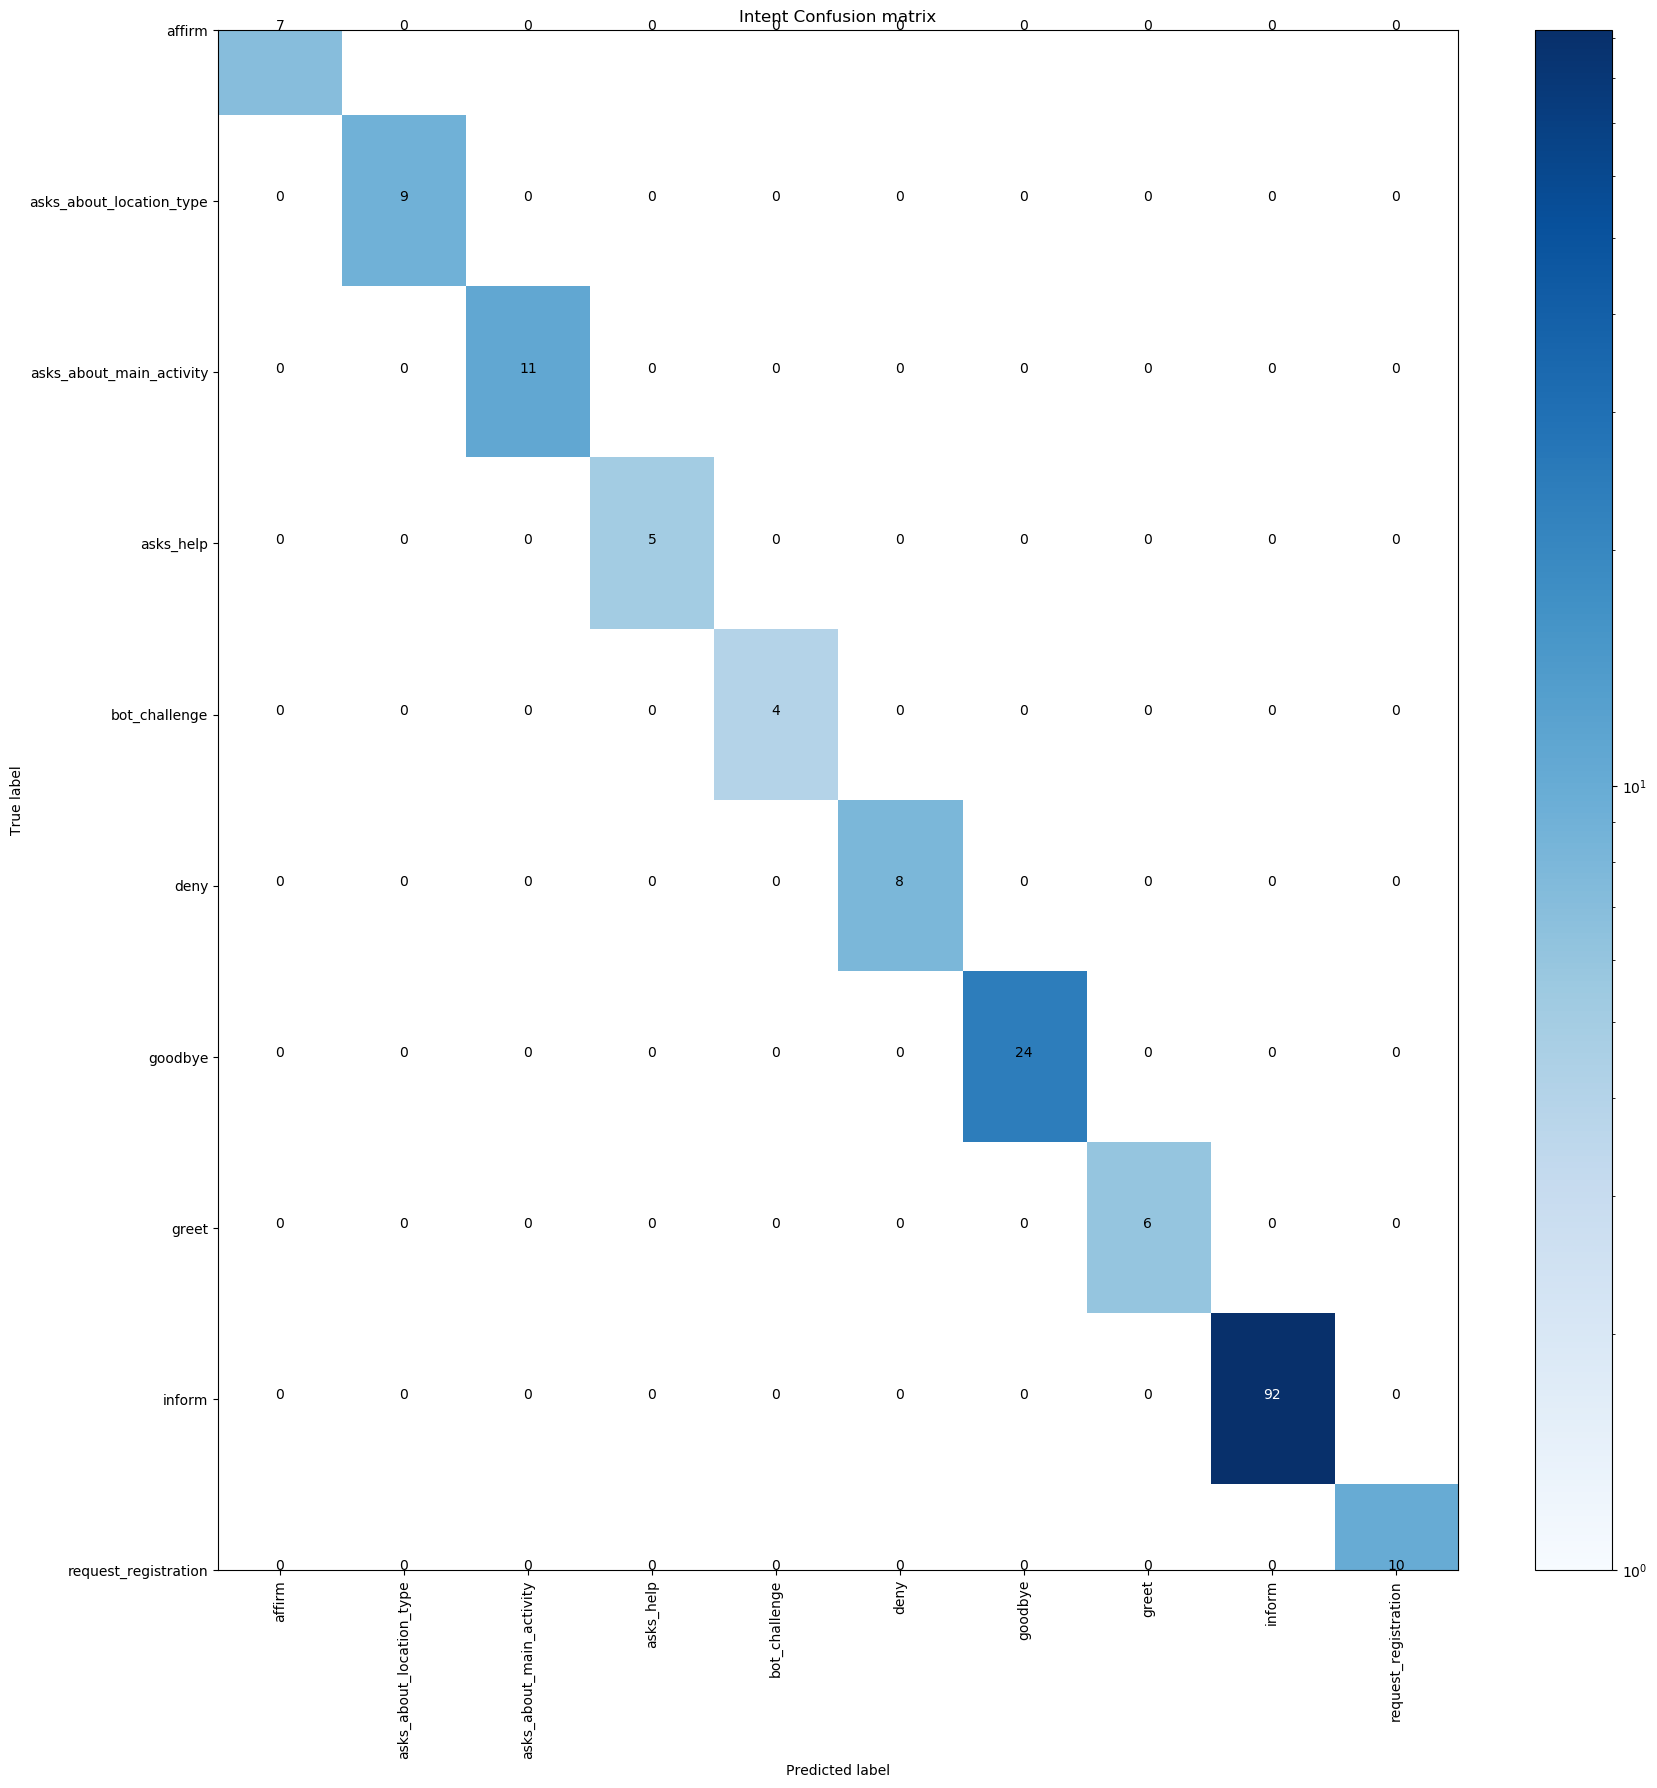 Intent Confusion matrix
affirm 7 0 0 0 0 0 0 0 0 0
asks_about_location_type 0 9 0 0 0 0 0 0 0 0
asks_about_main_activity 0 0 11 0 0 0 0 0 0 0
asks_help 0 0 0 5 0 0 0 0 0 0
bot_challenge 0 0 0 0 4 0 0 0 0 0
deny 0 0 0 0 0 8 0 0 0 0
goodbye 0 0 0 0 0 0 24 0 0 0
greet 0 0 0 0 0 0 0 6 0 0
inform 0 0 0 0 0 0 0 0 92 0
request_registration 0 0 0 0 0 0 0 0 0 10
True label
affirm
asks_about_location_type
asks_about_main_activity
asks_help
bot_challenge
deny
goodbye
greet
inform
request_registration
Predicted label
10¹
10⁰